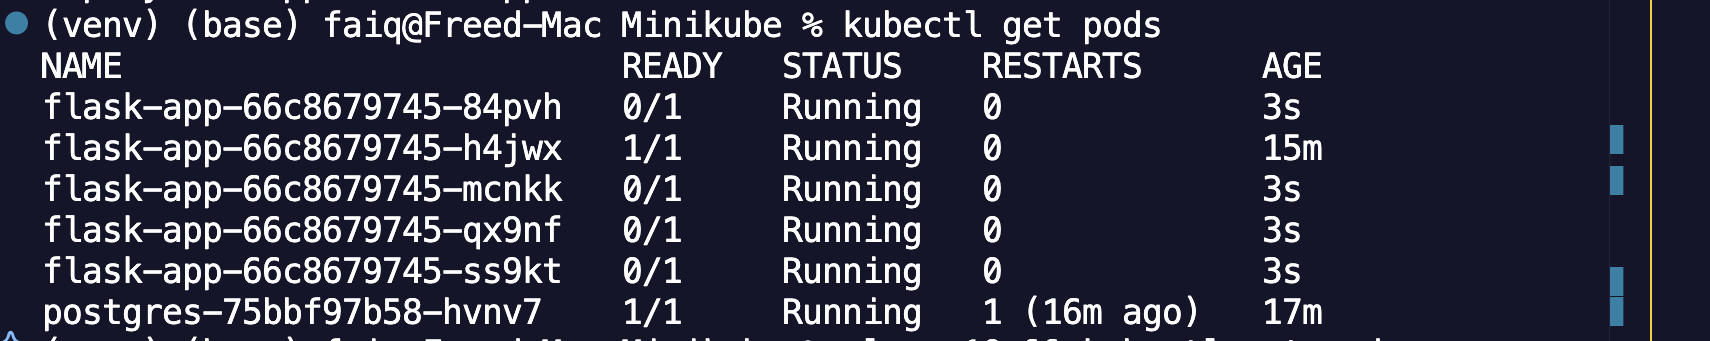 (venv) (base) faiq@Freed-Mac Minikube % kubectl get pods
NAME READY STATUS RESTARTS AGE
flask-app-66c8679745-84pvh 0/1 Running 0 3s
flask-app-66c8679745-h4jwx 1/1 Running 0 15m
flask-app-66c8679745-mcnkk 0/1 Running 0 3s
flask-app-66c8679745-qx9nf 0/1 Running 0 3s
flask-app-66c8679745-ss9kt 0/1 Running 0 3s
postgres-75bbf97b58-hvnv7 1/1 Running 1 (16m ago) 17m